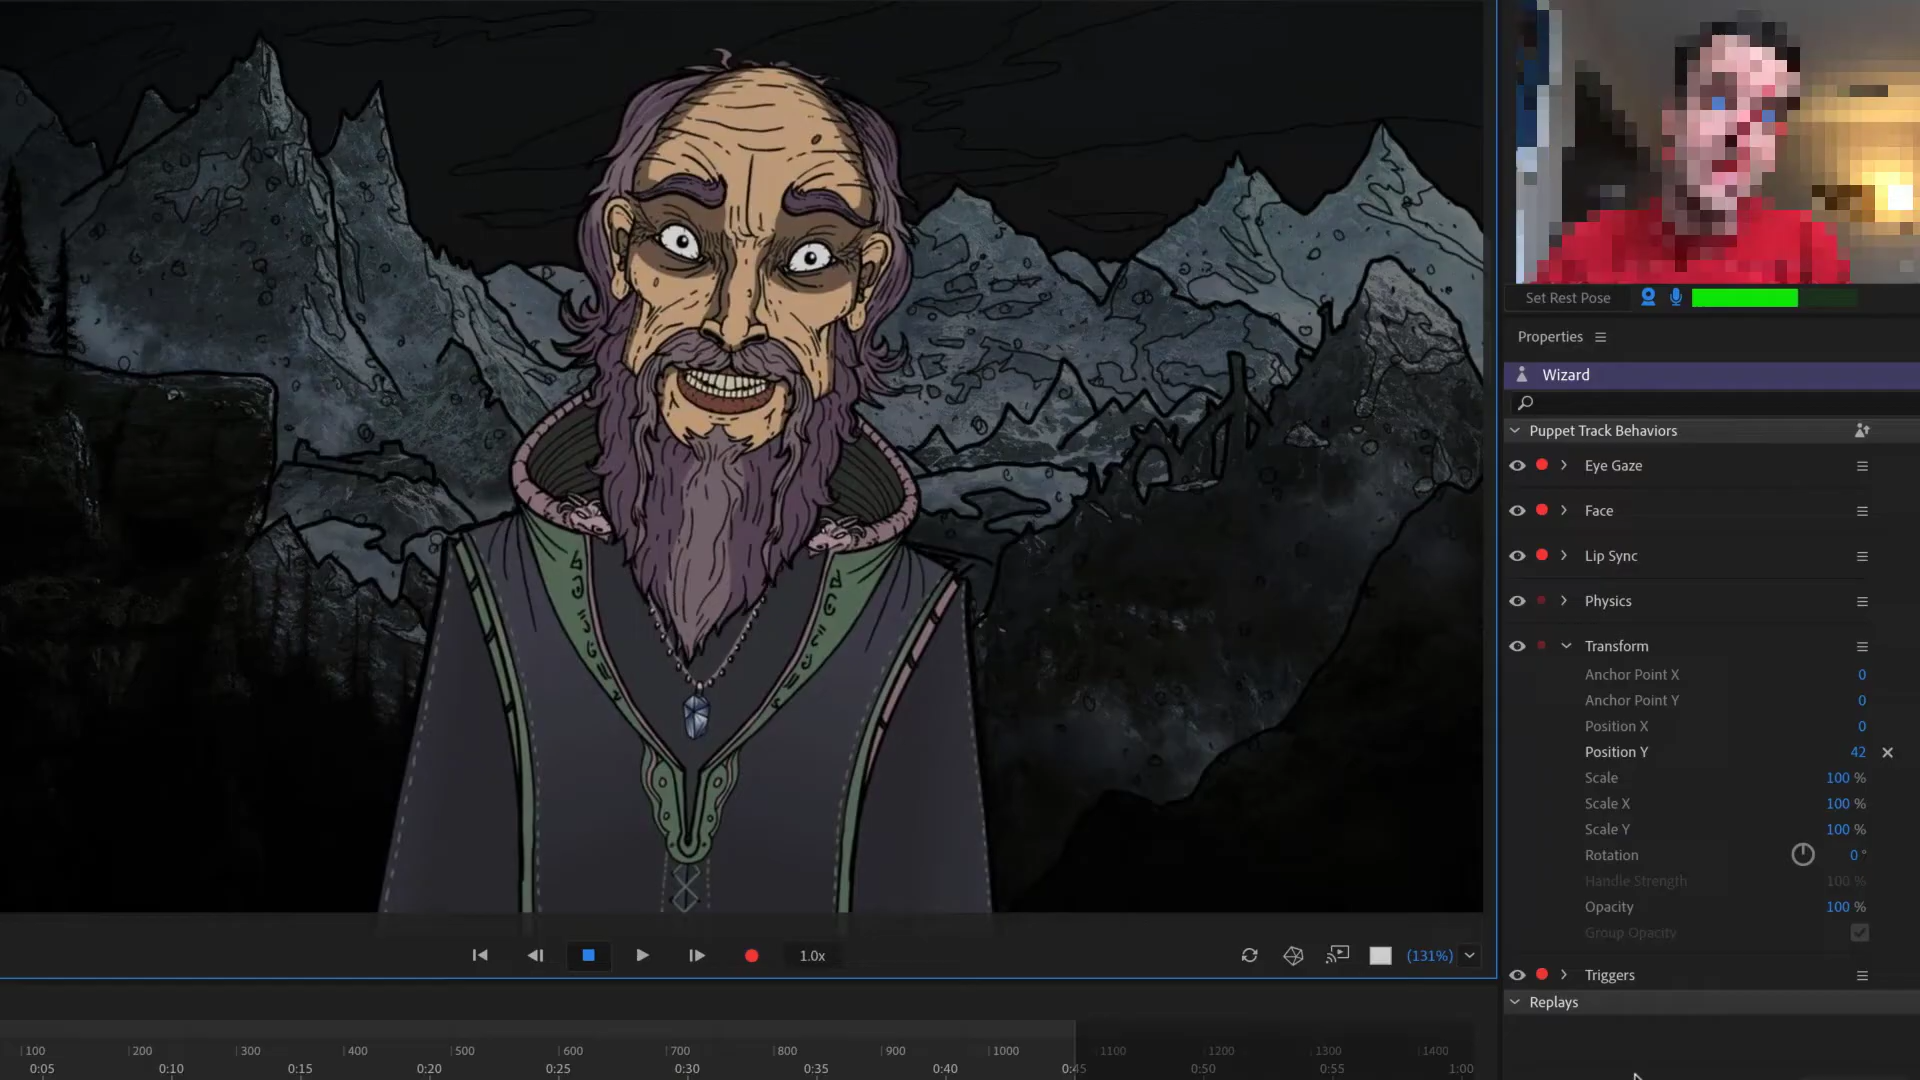 Set Rest Pose
Properties
Wizard
Puppet Track Behaviors
Eye Gaze
Face
Lip Sync
Physics
Transform
Anchor Point X 0
Anchor Point Y 0
Position X 0
Position Y 42
Scale 100 %
Scale X 100 %
Scale Y 100 %
Rotation 0 °
Handle Strength 100 %
Opacity 100 %
Group Opacity
1.0x
(131%)
Triggers
Replays
100 200 300 400 500 600 700 800 900 1000 1100 1200 1300 1400
0:05 0:10 0:15 0:20 0:25 0:30 0:35 0:40 0:45 0:50 0:55 1:00